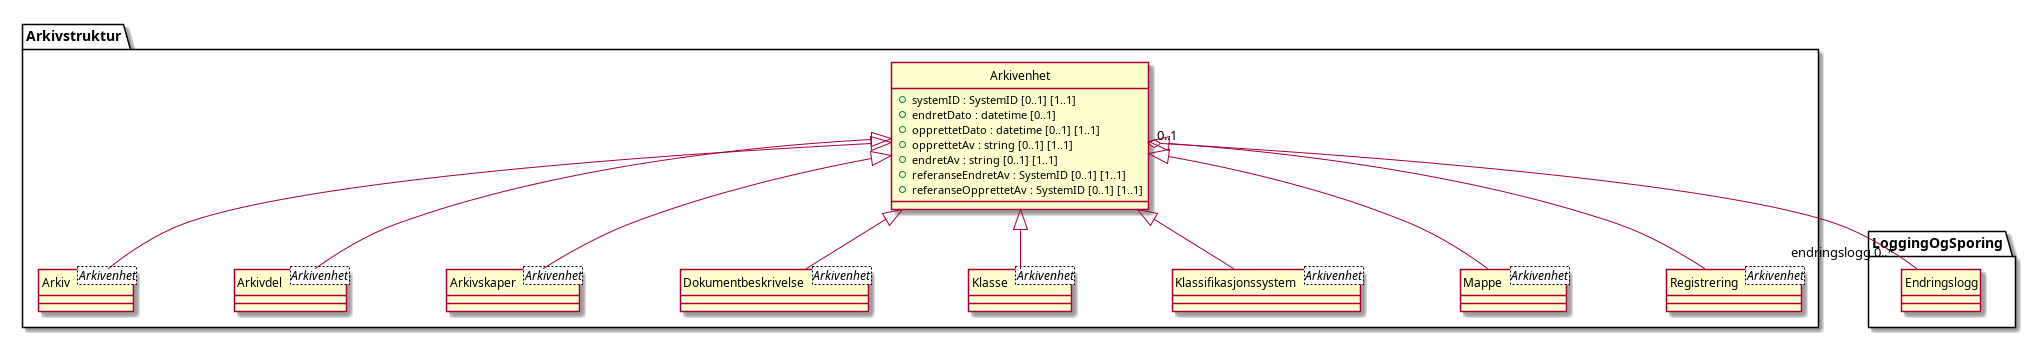 Arkivstruktur
Arkivenhet
systemID : SystemID [0..1] [1..1]
endretDato : datetime [0..1]
opprettetDato : datetime [0..1] [1..1]
opprettetAv : string [0..1] [1..1]
endretAv : string [0..1] [1..1]
referanseEndretAv : SystemID [0..1] [1..1]
referanseOpprettetAv : SystemID [0..1] [1..1]
0..1
LoggingOgSporing
endringslogg 0..*
Arkiv Arkivenhet
Arkivdel Arkivenhet
Arkivskaper Arkivenhet
Dokumentbeskrivelse Arkivenhet
Klasse Arkivenhet
Klassifikasjonssystem Arkivenhet
Mappe Arkivenhet
Registrering Arkivenhet
Endringslogg